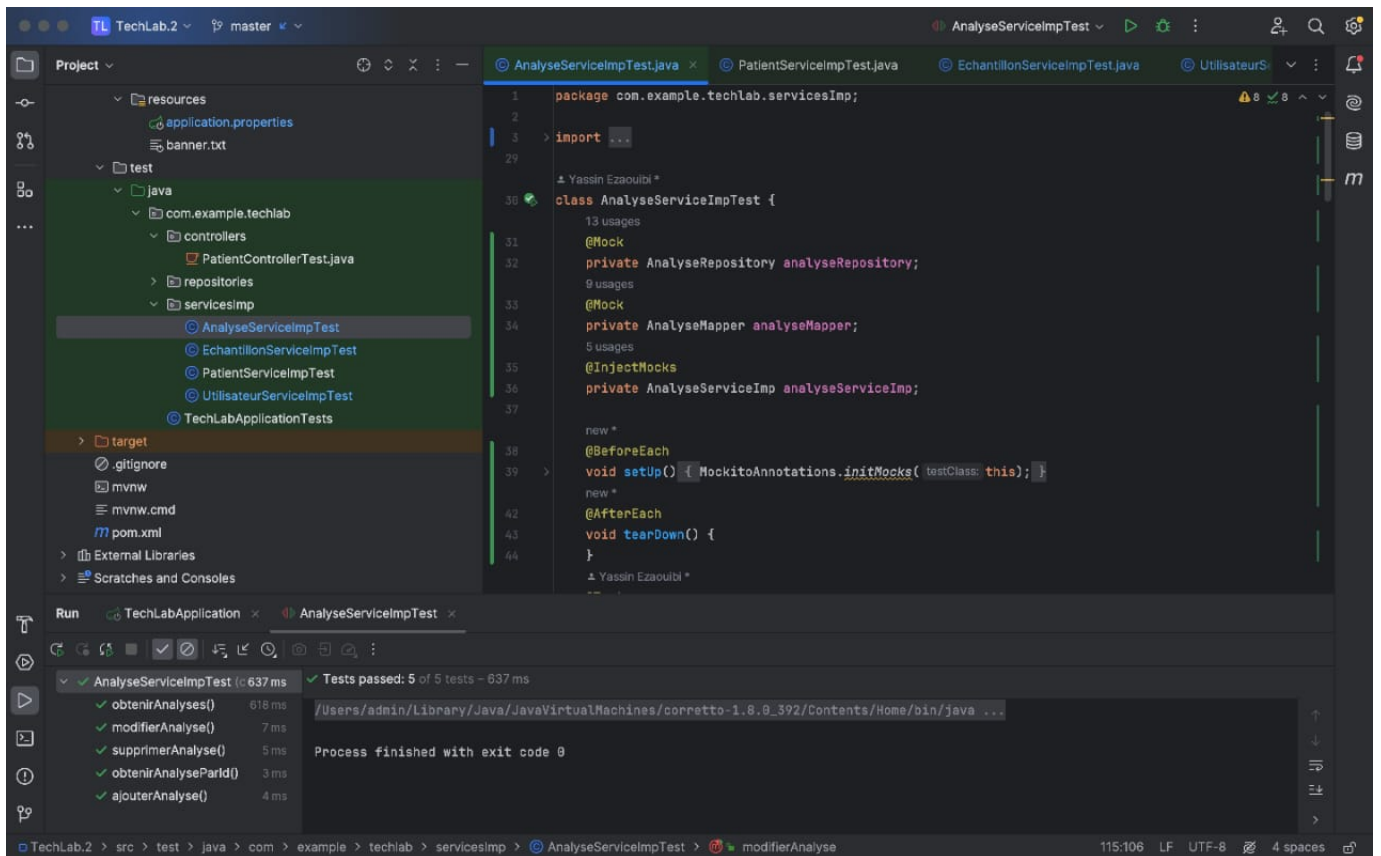 TL TechLab.2 master AnalyseServiceImpTest
Project
resources
application.properties
banner.txt
test
java
com.example.techlab
controllers
PatientControllerTest.java
repositories
servicesImp
AnalyseServiceImpTest
EchantillonServiceImpTest
PatientServiceImpTest
UtilisateurServiceImpTest
TechLabApplicationTests
target
.gitignore
mvnw
mvnw.cmd
pom.xml
External Libraries
Scratches and Consoles
AnalyseServiceImpTest.java PatientServiceImpTest.java EchantillonServiceImpTest.java UtilisateurS
8 8
1 package com.example.techlab.servicesImp;
2
3 import ...
29
Yassin Ezaouibi *
30 class AnalyseServiceImpTest {
13 usages
31 @Mock
32 private AnalyseRepository analyseRepository;
9 usages
33 @Mock
34 private AnalyseMapper analyseMapper;
5 usages
35 @InjectMocks
36 private AnalyseServiceImp analyseServiceImp;
37
new *
38 @BeforeEach
39 void setUp() { MockitoAnnotations.initMocks( testClass: this); }
new *
42 @AfterEach
43 void tearDown() {
44 }
Yassin Ezaouibi *
Run TechLabApplication AnalyseServiceImpTest
AnalyseServiceImpTest (c 637 ms
obtenirAnalyses() 618 ms
modifierAnalyse() 7 ms
supprimerAnalyse() 5 ms
obtenirAnalyseParId() 3 ms
ajouterAnalyse() 4 ms
Tests passed: 5 of 5 tests – 637 ms
/Users/admin/Library/Java/JavaVirtualMachines/corretto-1.8.0_392/Contents/Home/bin/java ...
Process finished with exit code 0
TechLab.2 > src > test > java > com > example > techlab > servicesImp > AnalyseServiceImpTest > modifierAnalyse 115:106 LF UTF-8 4 spaces